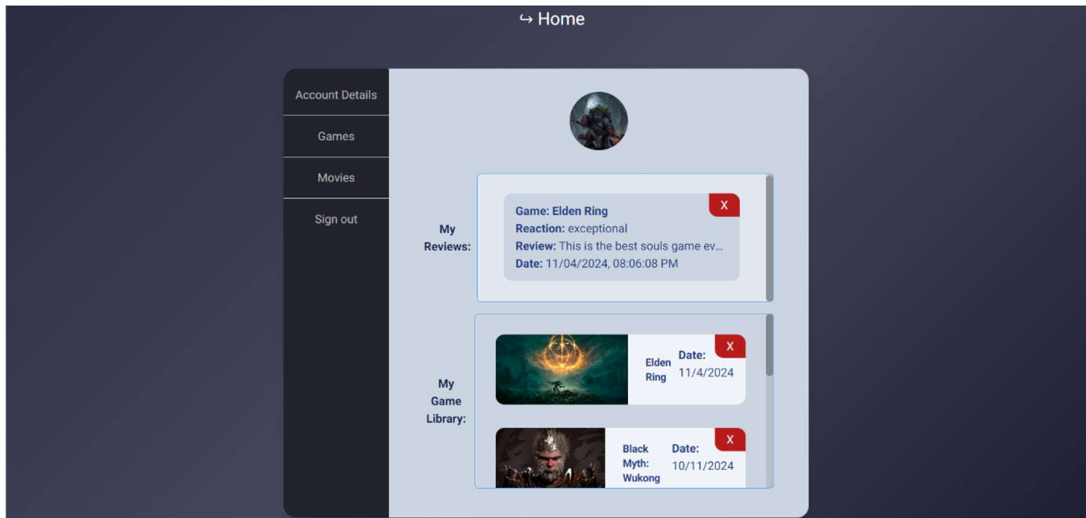 ↪ Home
Account Details
Games
Movies
Sign out
My
Reviews:
X
Game: Elden Ring
Reaction: exceptional
Review: This is the best souls game ev...
Date: 11/04/2024, 08:06:08 PM
My
Game
Library:
Elden
Ring
Date:
11/4/2024
X
Black
Myth:
Wukong
Date:
10/11/2024
X